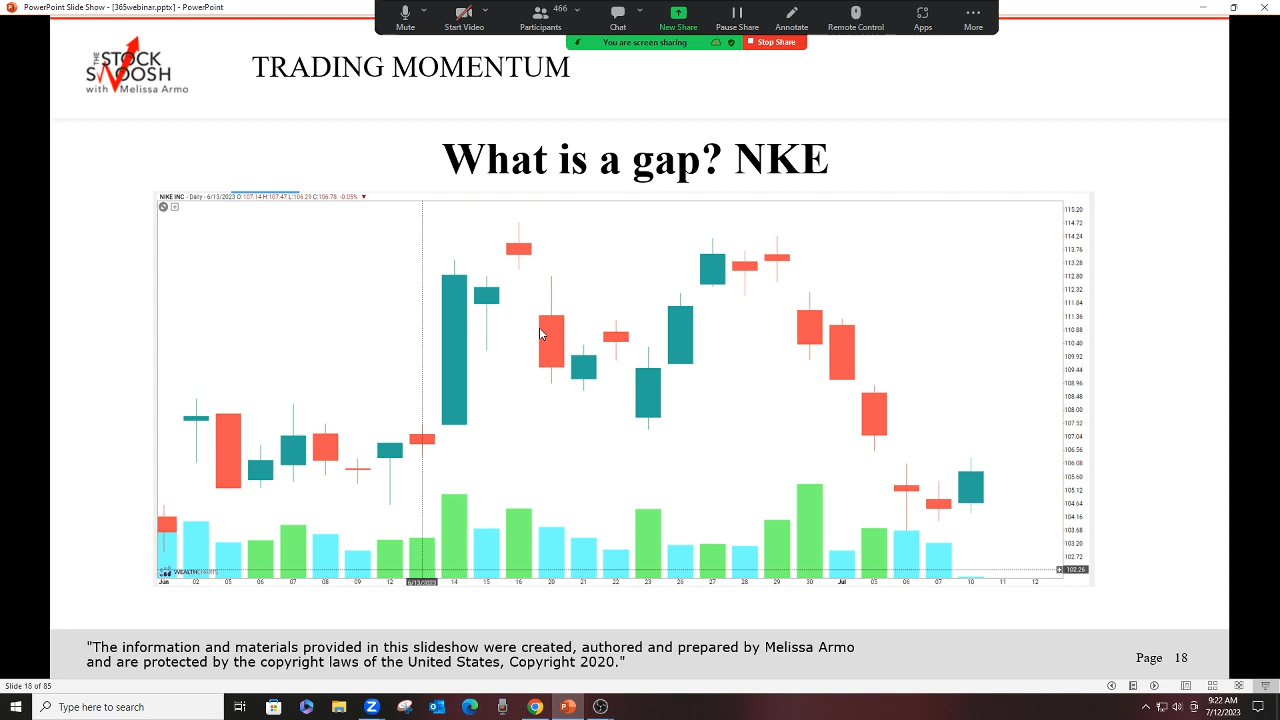 PowerPoint Slide Show - [365webinar.pptx] - PowerPoint
466
Mute
Start Video
Participants
Chat
New Share
Pause Share
Annotate
Remote Control
Apps
More
You are screen sharing
Stop Share
THE STOCK
SWOOSH
with Melissa Armo
TRADING MOMENTUM
What is a gap? NKE
NIKE INC - Daily - 6/13/2023 O:107.14 H:107.47 L:106.29 C:106.78 -0.05% ▼
115.20
114.72
114.24
113.76
113.28
112.80
112.32
111.84
111.36
110.88
110.40
109.92
109.44
108.96
108.48
108.00
107.52
107.04
106.56
106.08
105.60
105.12
104.64
104.16
103.68
103.20
102.72
102.26
WEALTHCHARTS
Jun 02 05 06 07 08 09 12 6/13/2023 14 15 16 20 21 22 23 26 27 28 29 30 Jul 05 06 07 10 11 12
"The information and materials provided in this slideshow were created, authored and prepared by Melissa Armo
and are protected by the copyright laws of the United States, Copyright 2020."
Page 18
Slide 18 of 85
Type here to search
9:22 AM
7/12/2023